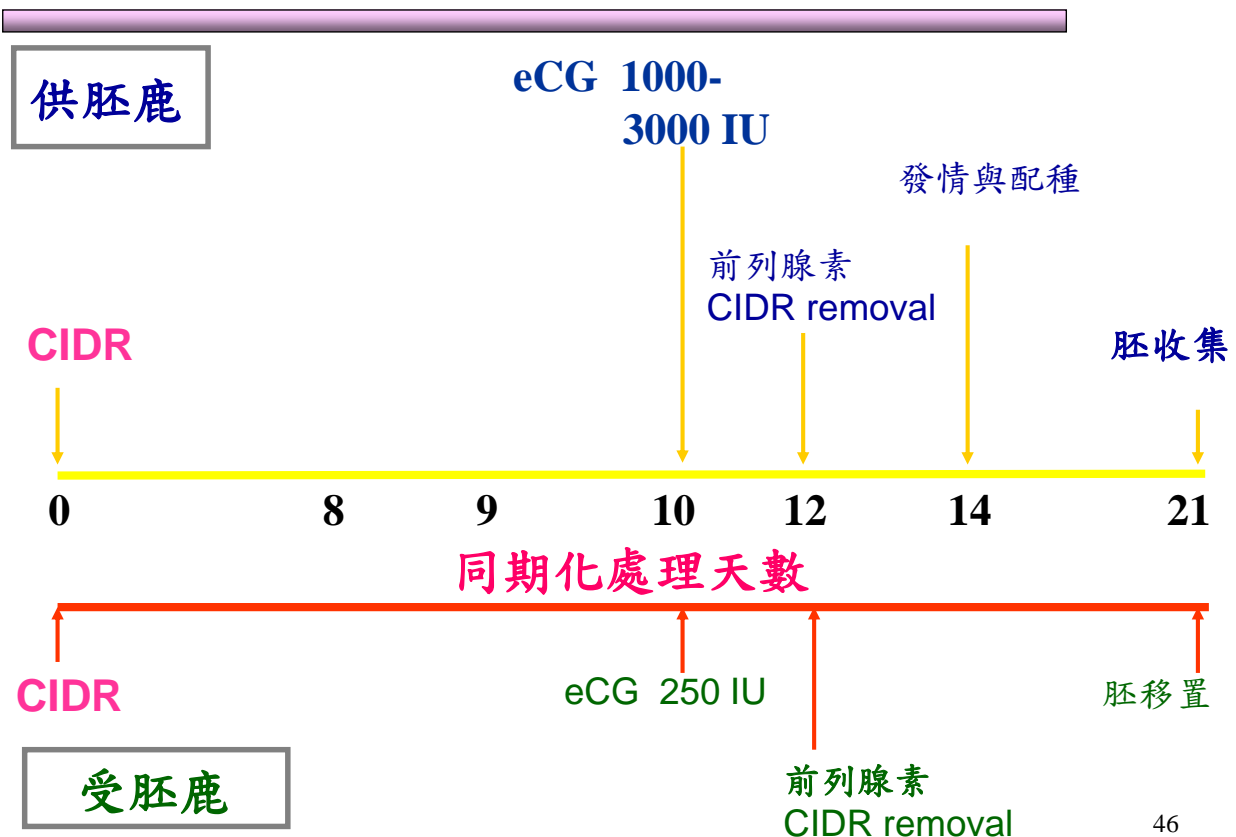 供胚鹿
eCG 1000-
3000 IU
發情與配種
前列腺素
CIDR removal
CIDR
胚收集
0 8 9 10 12 14 21
同期化處理天數
CIDR
eCG 250 IU
胚移置
受胚鹿
前列腺素
CIDR removal
46